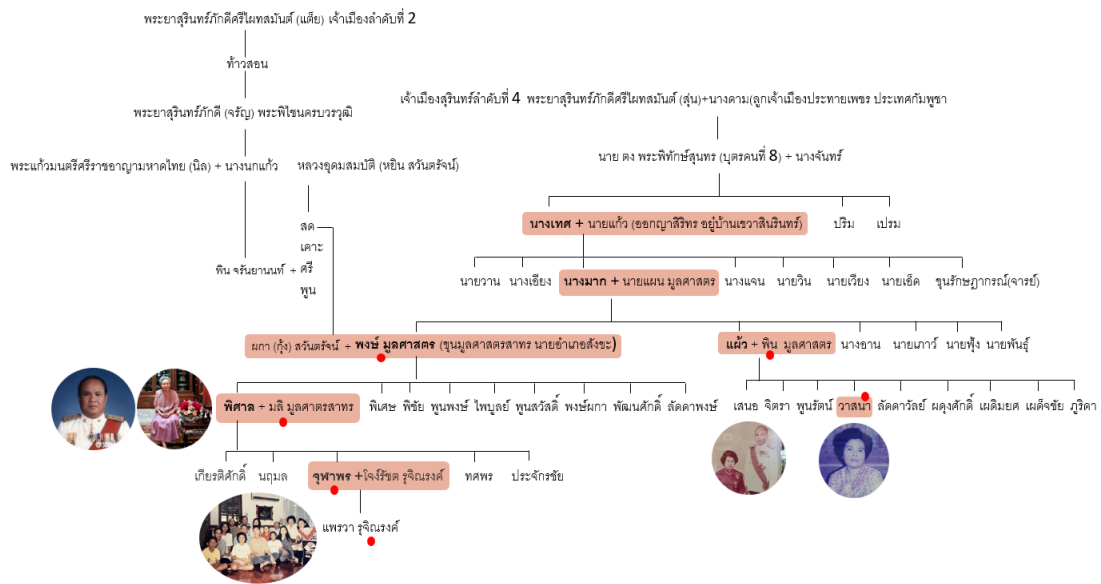 พระยาสุรินทร์ภักดีศรีไผทสมันต์ (แต็ย) เจ้าเมืองลำดับที่ 2
ท้าวสอน
พระยาสุรินทร์ภักดี (จรัญ) พระพิไชนครบวรวุฒิ
เจ้าเมืองสุรินทร์ลำดับที่ 4 พระยาสุรินทร์ภักดีศรีไผทสมันต์ (สุ่น)+นางดาม(ลูกเจ้าเมืองประทายเพชร ประเทศกัมพูชา
พระแก้วมนตรีศรีราชอาญามหาดไทย (นิล) + นางนกแก้ว
หลวงอุดมสมบัติ (หยิน สวันตรัจน์)
นาย ตง พระพิทักษ์สุนทร (บุตรคนที่ 8) + นางจันทร์
นางเทศ + นายแก้ว (ออกญาสิริทร อยู่บ้านเชวาสินรินทร์)
ปริม
เปรม
สด
เคาะ
ศรี
พูน
พิน จรันยานนท์ +
นายวาน นางเอียง นางมาก + นายแผน มูลศาสตร นางแจน นายวิน นายเวียง นายเอ็ด ขุนรักษฎากรณ์(จารย์)
ผกา (กุ้ง) สวันตรัจน์ + พงษ์ มูลศาสตร (ขุนมูลศาสตรสาทร นายอำเภอสังขะ)
แผ้ว + พิน มูลศาสตร นางอาน นายเภาว์ นายฟุ้ง นายพันธุ์
พิศาล + มลิ มูลศาตรสาทร พิเศษ พิชัย พูนพงษ์ ไพบูลย์ พูนสวัสดิ์ พงษ์ผกา พัฒนศักดิ์ ลัดดาพงษ์
เสนอ จิตรา พูนรัตน์ วาสนา ลัดดาวัลย์ ผดุงศักดิ์ เผดิมยศ เผด็จชัย ภูริดา
เกียรติศักดิ์ นฤมล จุฬาพร +โจงรัชต รุจิณรงค์ ทศพร ประจักรชัย
แพรวา รุจิณรงค์